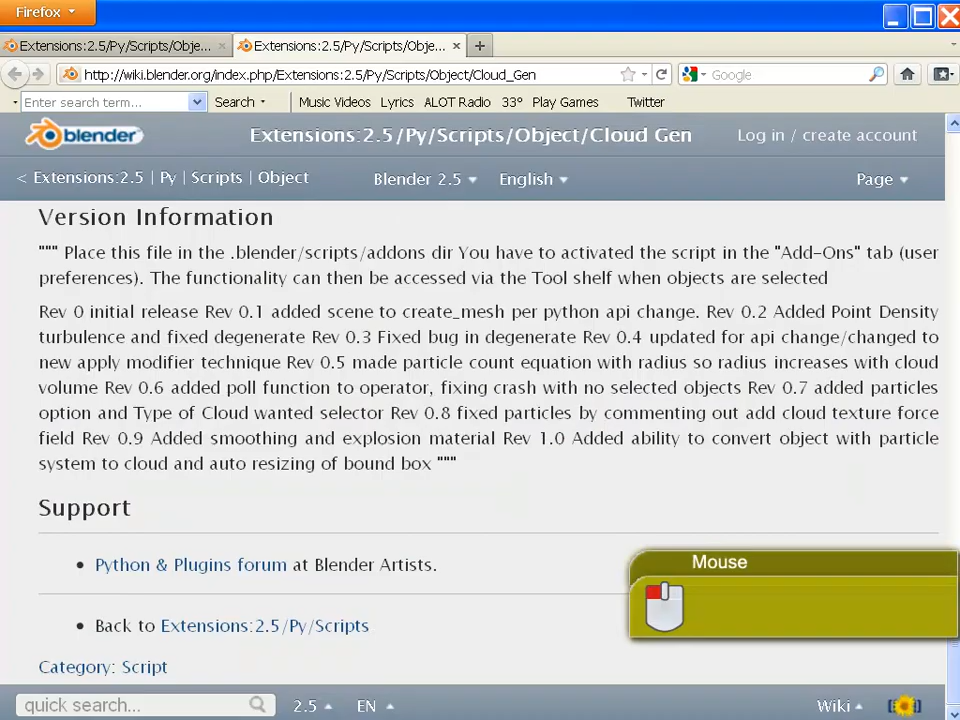 Firefox
Extensions:2.5/Py/Scripts/Obje...
Extensions:2.5/Py/Scripts/Obje...
http://wiki.blender.org/index.php/Extensions:2.5/Py/Scripts/Object/Cloud_Gen
Google
Enter search term...
Search
Music Videos Lyrics ALOT Radio 33° Play Games Twitter
blender
Extensions:2.5/Py/Scripts/Object/Cloud Gen
Log in / create account
< Extensions:2.5 | Py | Scripts | Object
Blender 2.5
English
Page
Version Information
""" Place this file in the .blender/scripts/addons dir You have to activated the script in the "Add-Ons" tab (user
preferences). The functionality can then be accessed via the Tool shelf when objects are selected
Rev 0 initial release Rev 0.1 added scene to create_mesh per python api change. Rev 0.2 Added Point Density
turbulence and fixed degenerate Rev 0.3 Fixed bug in degenerate Rev 0.4 updated for api change/changed to
new apply modifier technique Rev 0.5 made particle count equation with radius so radius increases with cloud
volume Rev 0.6 added poll function to operator, fixing crash with no selected objects Rev 0.7 added particles
option and Type of Cloud wanted selector Rev 0.8 fixed particles by commenting out add cloud texture force
field Rev 0.9 Added smoothing and explosion material Rev 1.0 Added ability to convert object with particle
system to cloud and auto resizing of bound box """
Support
• Python & Plugins forum at Blender Artists.
Mouse
• Back to Extensions:2.5/Py/Scripts
Category: Script
quick search...
2.5
EN
Wiki